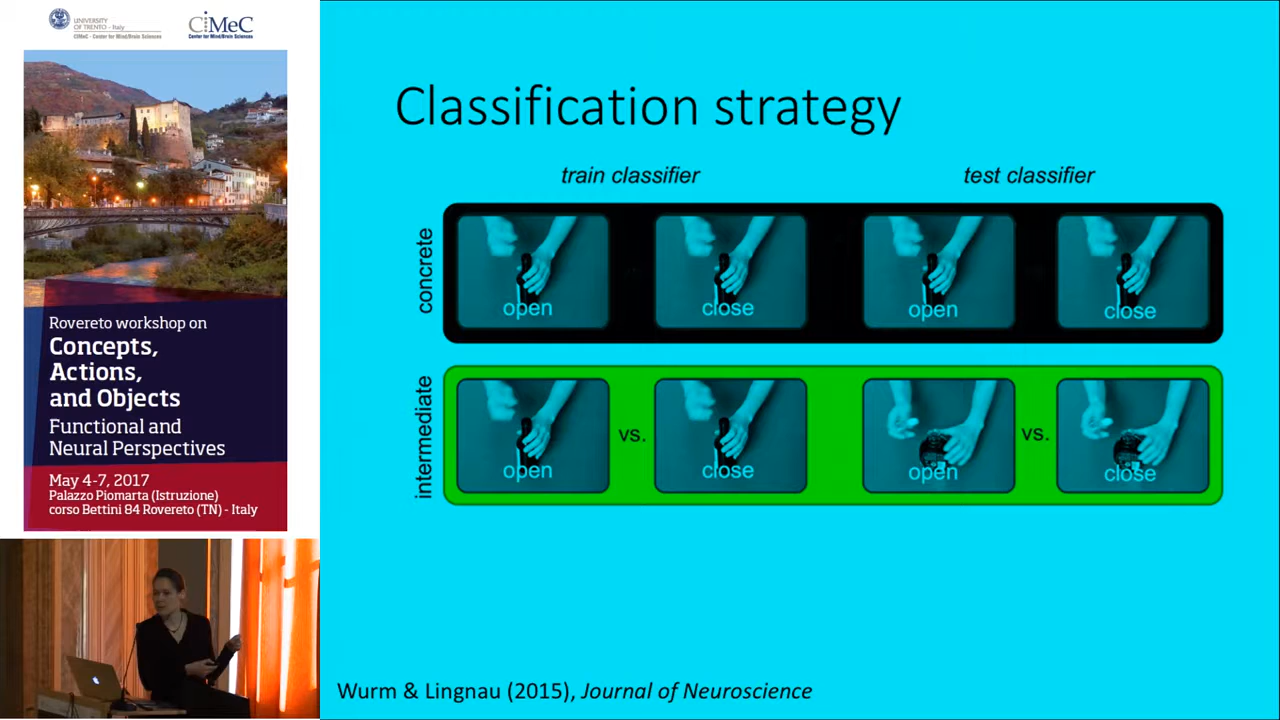 UNIVERSITY
OF TRENTO - Italy
CIMeC - Center for Mind/Brain Sciences
CiMeC
Center for Mind/Brain Sciences
Rovereto workshop on
Concepts,
Actions,
and Objects
Functional and
Neural Perspectives
May 4-7, 2017
Palazzo Piomarta (Istruzione)
corso Bettini 84 Rovereto (TN) - Italy
Classification strategy
train classifier
test classifier
concrete
open
close
open
close
intermediate
open
vs.
close
open
vs.
close
Wurm & Lingnau (2015), Journal of Neuroscience